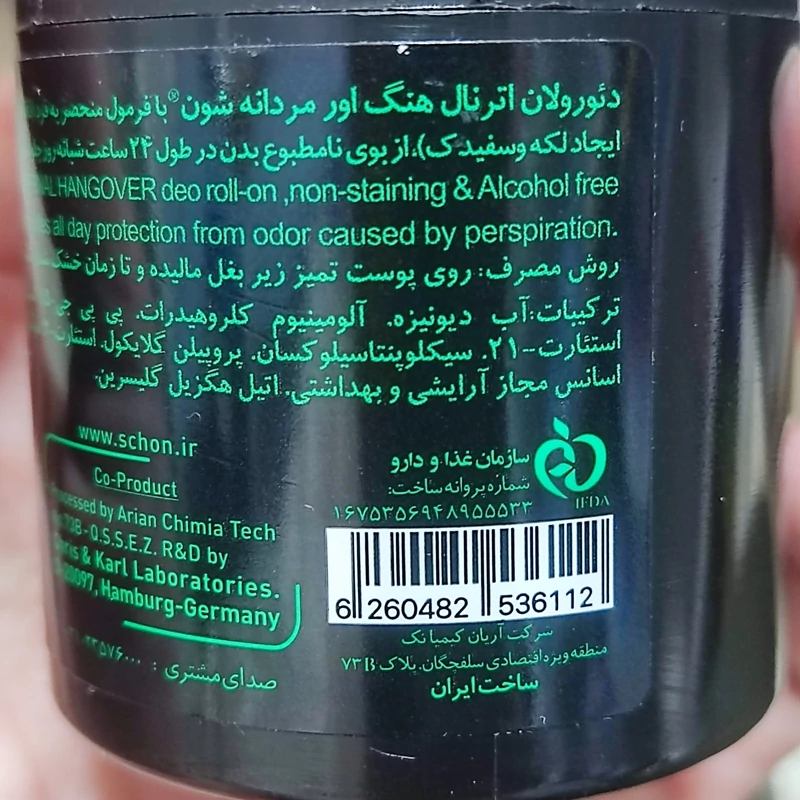 دئورولان اترنال هنگ اور مردانه شون® با فرمول منحصر به فرد
ایجاد لکه وسفیدک)، از بوی نامطبوع بدن در طول ۲۴ ساعت شبانه روز
HANGOVER deo roll-on ,non-staining & Alcohol free
all day protection from odor caused by perspiration.
روش مصرف: روی پوست تمیز زیر بغل مالیده و تا زمان خشک
ترکیبات: آب دیونیزه. آلومینیوم کلروهیدرات. پی پی جی
استئارت-۲۱. سیکلوپنتاسیلوکسان. پروپیلن گلایکول.
اسانس مجاز آرایشی و بهداشتی. اتیل هگزیل گلیسرین.
www.schon.ir
Co-Product
by Arian Chimia Tech
73B - Q.S.S.E.Z. R&D by
& Karl Laboratories.
Hamburg-Germany
صدای مشتری :
سازمان غذا و دارو
شماره پروانه ساخت:
IFDA
۱۶۷۵۳۵۶۹۴۸۹۵۵۵۳۳
6 260482 536112
شرکت آریان کیمیا تک
منطقه ویژه اقتصادی سلفچگان. پلاک ۷۳B
ساخت ایران